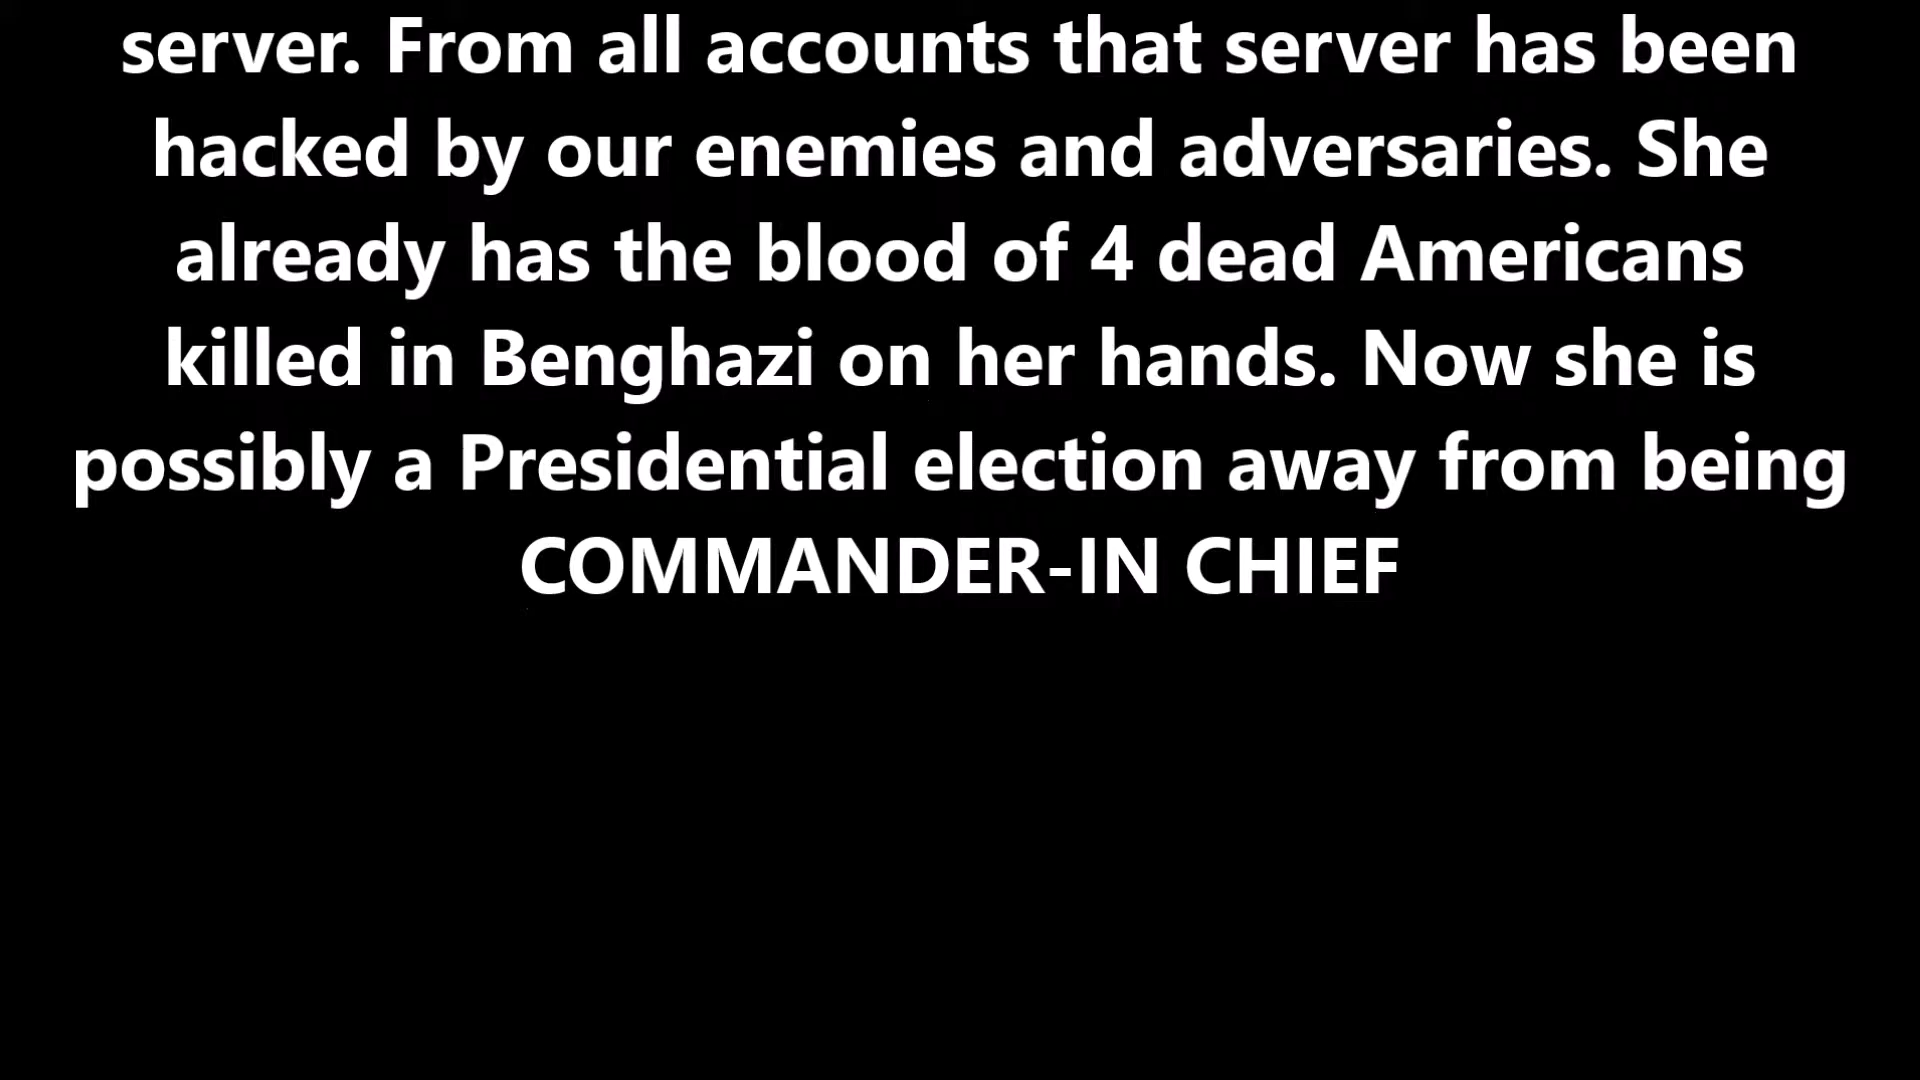 server. From all accounts that server has been
hacked by our enemies and adversaries. She
already has the blood of 4 dead Americans
killed in Benghazi on her hands. Now she is
possibly a Presidential election away from being
COMMANDER-IN CHIEF